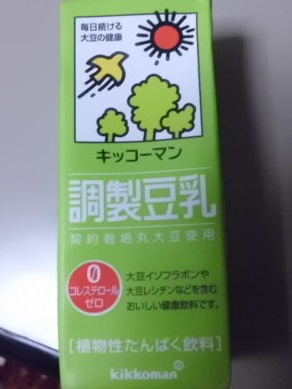 毎日続ける
大豆の健康
キッコーマン
調製豆乳
契約栽培丸大豆使用
0
コレステロール
ゼロ
大豆イソフラボンや
大豆レシチンなどを含む
おいしい健康飲料です。
[植物性たんぱく飲料]
kikkoman